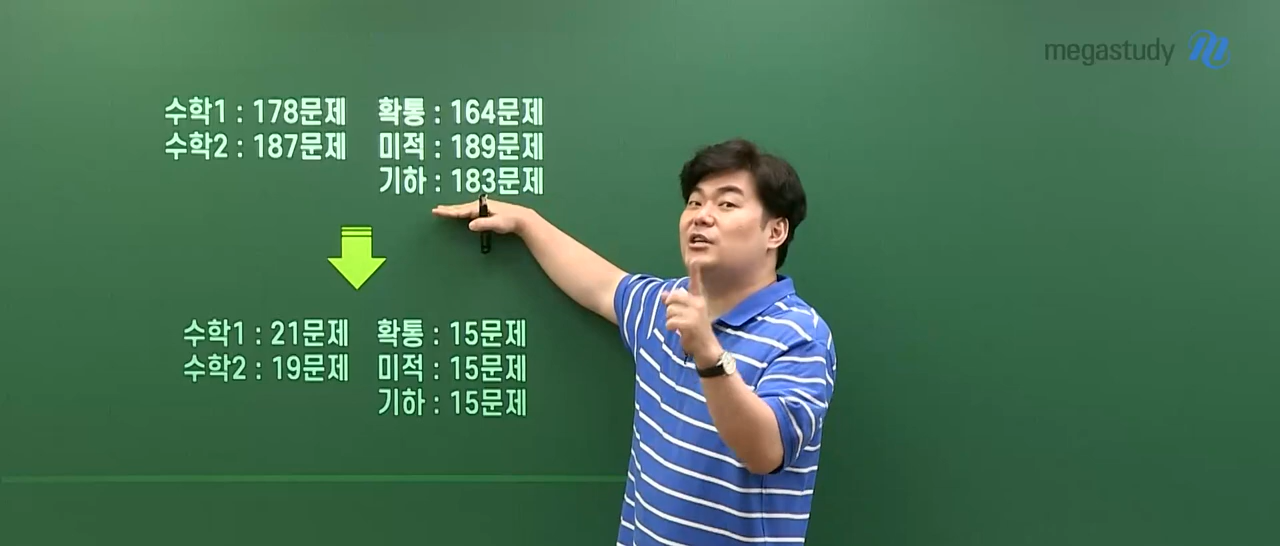 megastudy
수학1 : 178문제 확통 : 164문제
수학2 : 187문제 미적 : 189문제
기하 : 183문제
수학1 : 21문제 확통 : 15문제
수학2 : 19문제 미적 : 15문제
기하 : 15문제